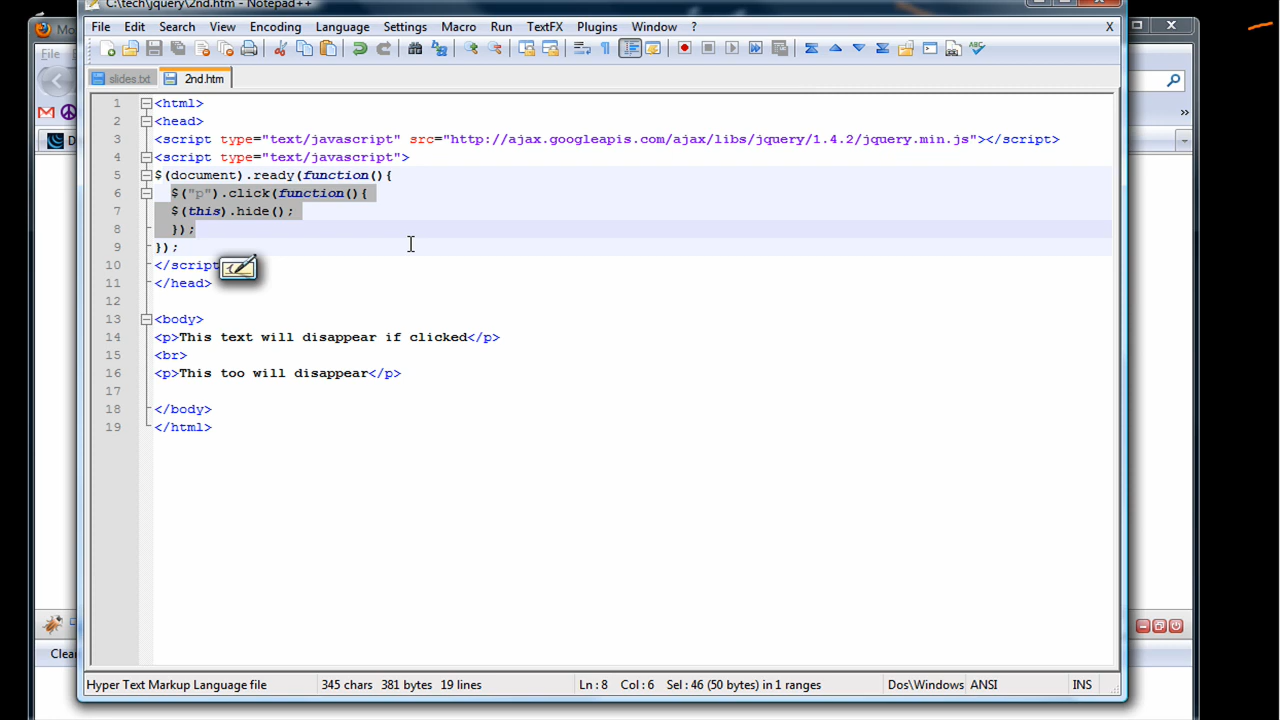 C:\tech\jquery\2nd.htm - Notepad++
File Edit Search View Encoding Language Settings Macro Run TextFX Plugins Window ? X
slides.txt 2nd.htm
1 <html>
2 <head>
3 <script type="text/javascript" src="http://ajax.googleapis.com/ajax/libs/jquery/1.4.2/jquery.min.js"></script>
4 <script type="text/javascript">
5 $(document).ready(function(){
6 $("p").click(function(){
7 $(this).hide();
8 });
9 });
10 </script
11 </head>
12
13 <body>
14 <p>This text will disappear if clicked</p>
15 <br>
16 <p>This too will disappear</p>
17
18 </body>
19 </html>
Hyper Text Markup Language file 345 chars 381 bytes 19 lines Ln : 8 Col : 6 Sel : 46 (50 bytes) in 1 ranges Dos\Windows ANSI INS
File
Clear